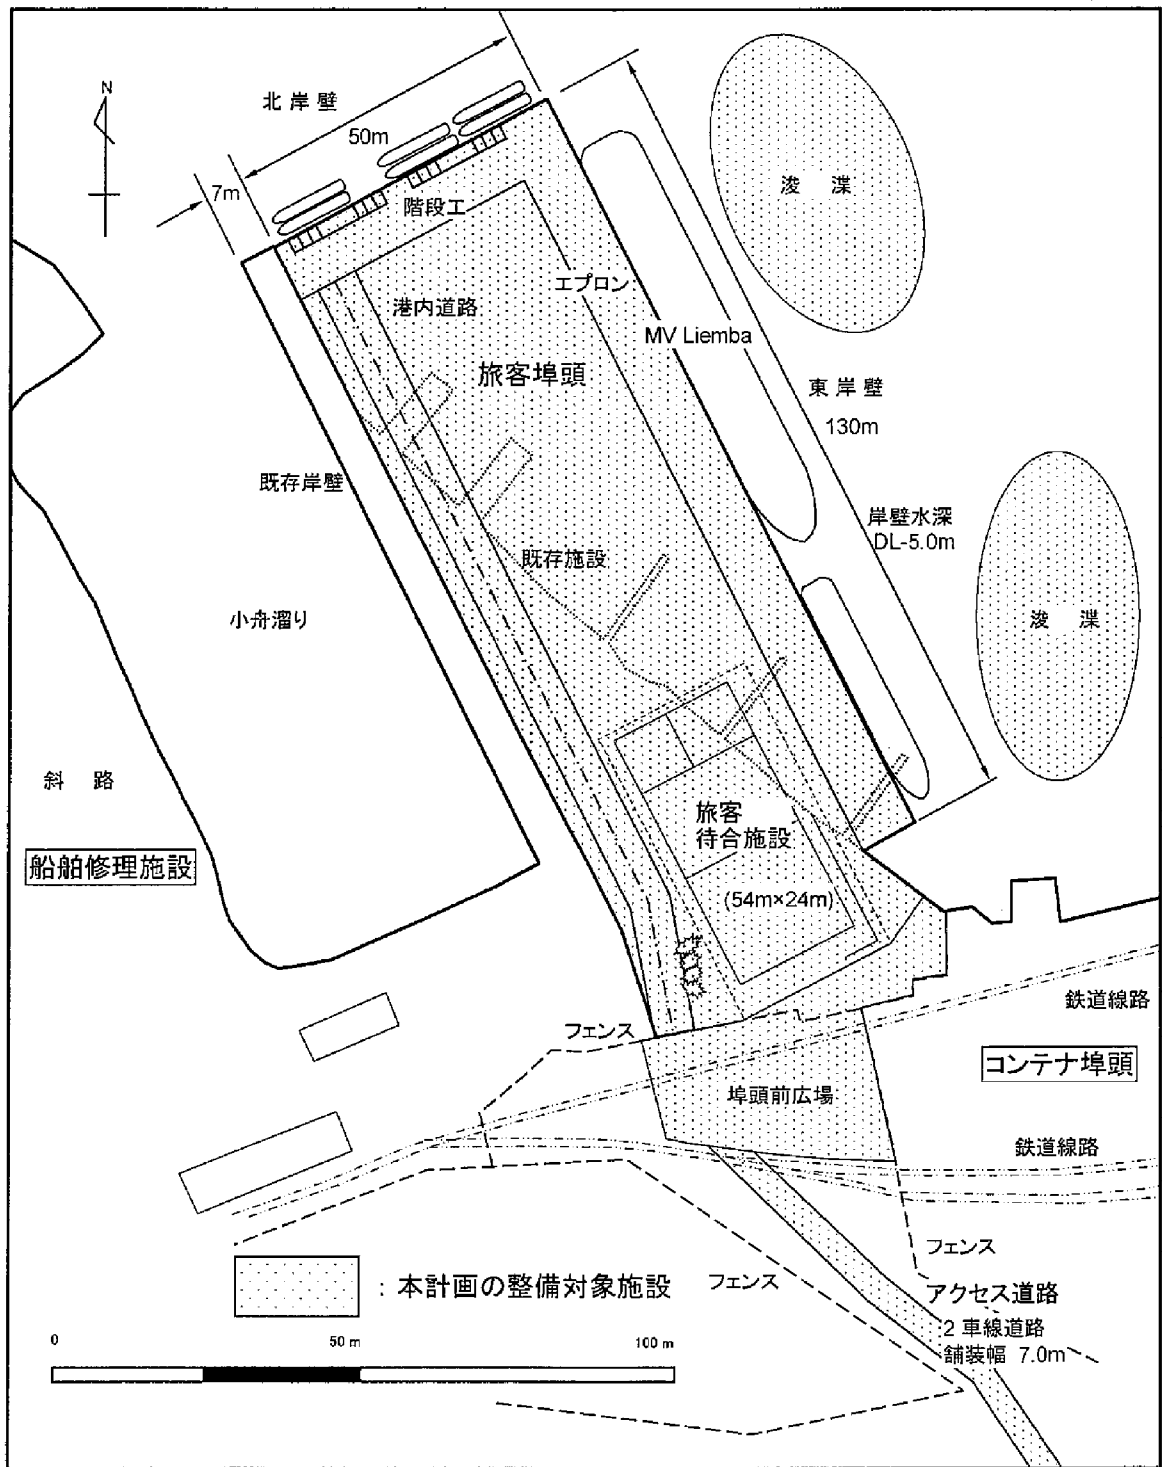 N
北岸壁
50m
7m
階段工
浚 渫
エプロン
港内道路
MV Liemba
旅客埠頭
東岸壁
130m
既存岸壁
岸壁水深
DL-5.0m
既存施設
小舟溜り
浚 渫
斜 路
旅客
待合施設
船舶修理施設
(54m×24m)
鉄道線路
フェンス
コンテナ埠頭
埠頭前広場
鉄道線路
フェンス
:本計画の整備対象施設
フェンス
アクセス道路
2 車線道路
舗装幅 7.0m
0
50 m
100 m